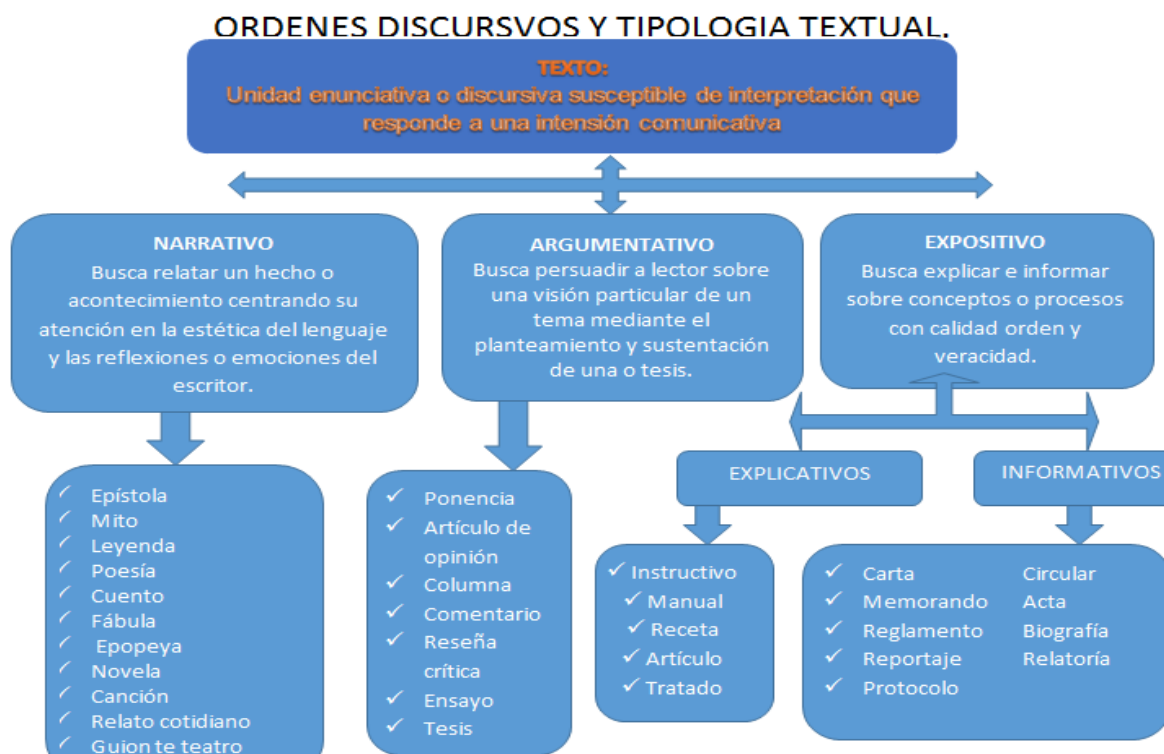 ORDENES DISCURSVOS Y TIPOLOGIA TEXTUAL.
TEXTO:
Unidad enunciativa o discursiva susceptible de interpretación que
responde a una intensión comunicativa
NARRATIVO
Busca relatar un hecho o
acontecimiento centrando su
atención en la estética del lenguaje
y las reflexiones o emociones del
escritor.
Epístola
Mito
Leyenda
Poesía
Cuento
Fábula
Epopeya
Novela
Canción
Relato cotidiano
Guion te teatro
ARGUMENTATIVO
Busca persuadir a lector sobre
una visión particular de un
tema mediante el
planteamiento y sustentación
de una o tesis.
Ponencia
Artículo de
opinión
Columna
Comentario
Reseña
crítica
Ensayo
Tesis
EXPOSITIVO
Busca explicar e informar
sobre conceptos o procesos
con calidad orden y
veracidad.
EXPLICATIVOS
Instructivo
Manual
Receta
Artículo
Tratado
INFORMATIVOS
Carta
Memorando
Reglamento
Reportaje
Protocolo
Circular
Acta
Biografía
Relatoría